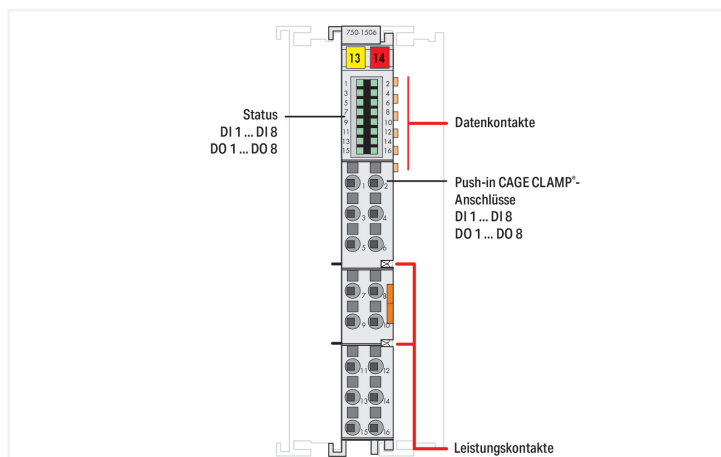 750-1506
13 14
1 2
3 4
5 6
7 8
9 10
11 12
13 14
15 16
Status
DI 1 ... DI 8
DO 1 ... DO 8
Datenkontakte
Push-in CAGE CLAMP®-
Anschlüsse
DI 1 ... DI 8
DO 1 ... DO 8
1 2
3 4
5 6
7 8
9 10
11 12
13 14
15 16
Leistungskontakte